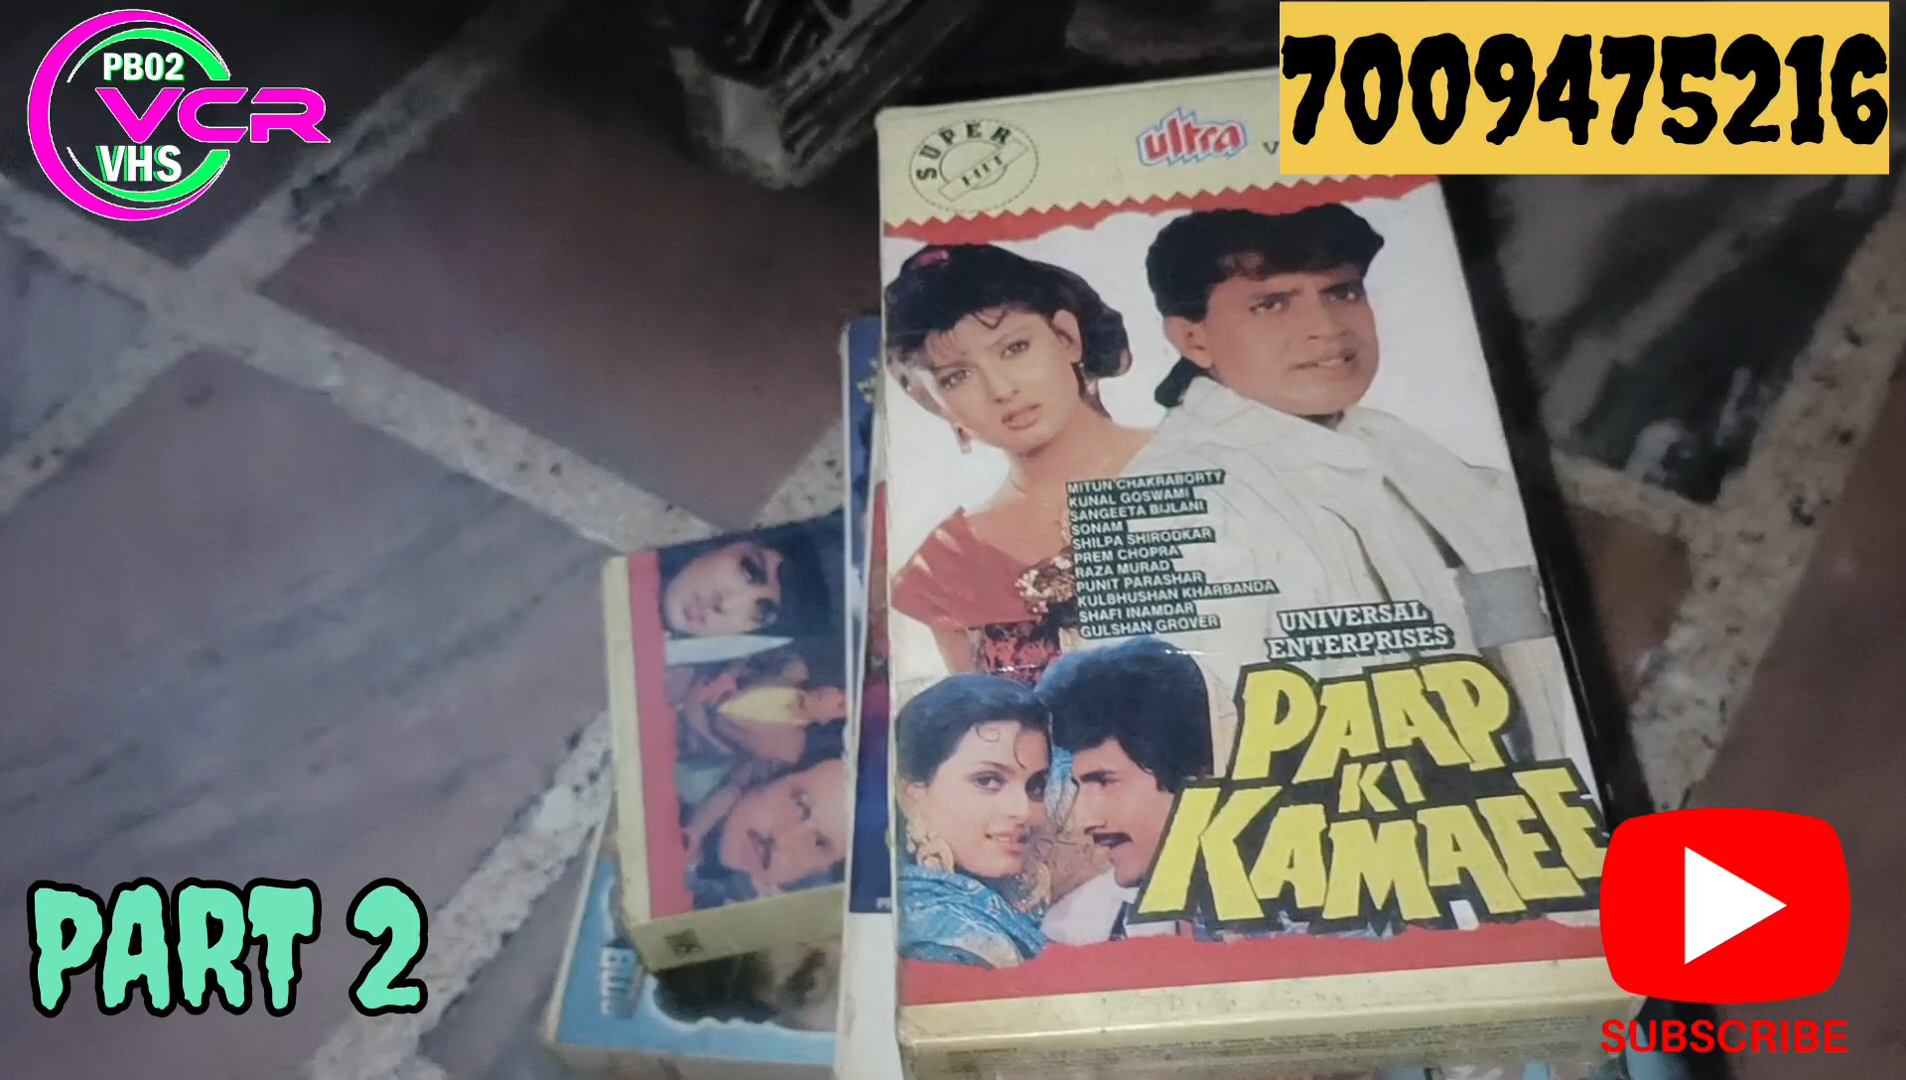 PB02
VCR
VHS
7009475216
SUPER
HIT
ultra
MITUN CHAKRABORTY
KUNAL GOSWAMI
SANGEETA BIJLANI
SONAM
SHILPA SHIRODKAR
PREM CHOPRA
RAZA MURAD
PUNIT PARASHAR
KULBHUSHAN KHARBANDA
SHAFI INAMDAR
GULSHAN GROVER
UNIVERSAL
ENTERPRISES
PAAP
KI
KAMAEE
PART 2
SUBSCRIBE